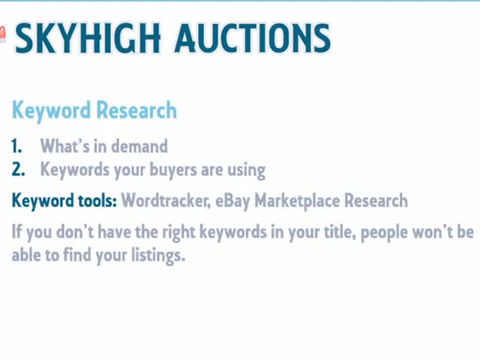 SKYHIGH AUCTIONS
Keyword Research
1. What's in demand
2. Keywords your buyers are using
Keyword tools: Wordtracker, eBay Marketplace Research
If you don't have the right keywords in your title, people won't be
able to find your listings.